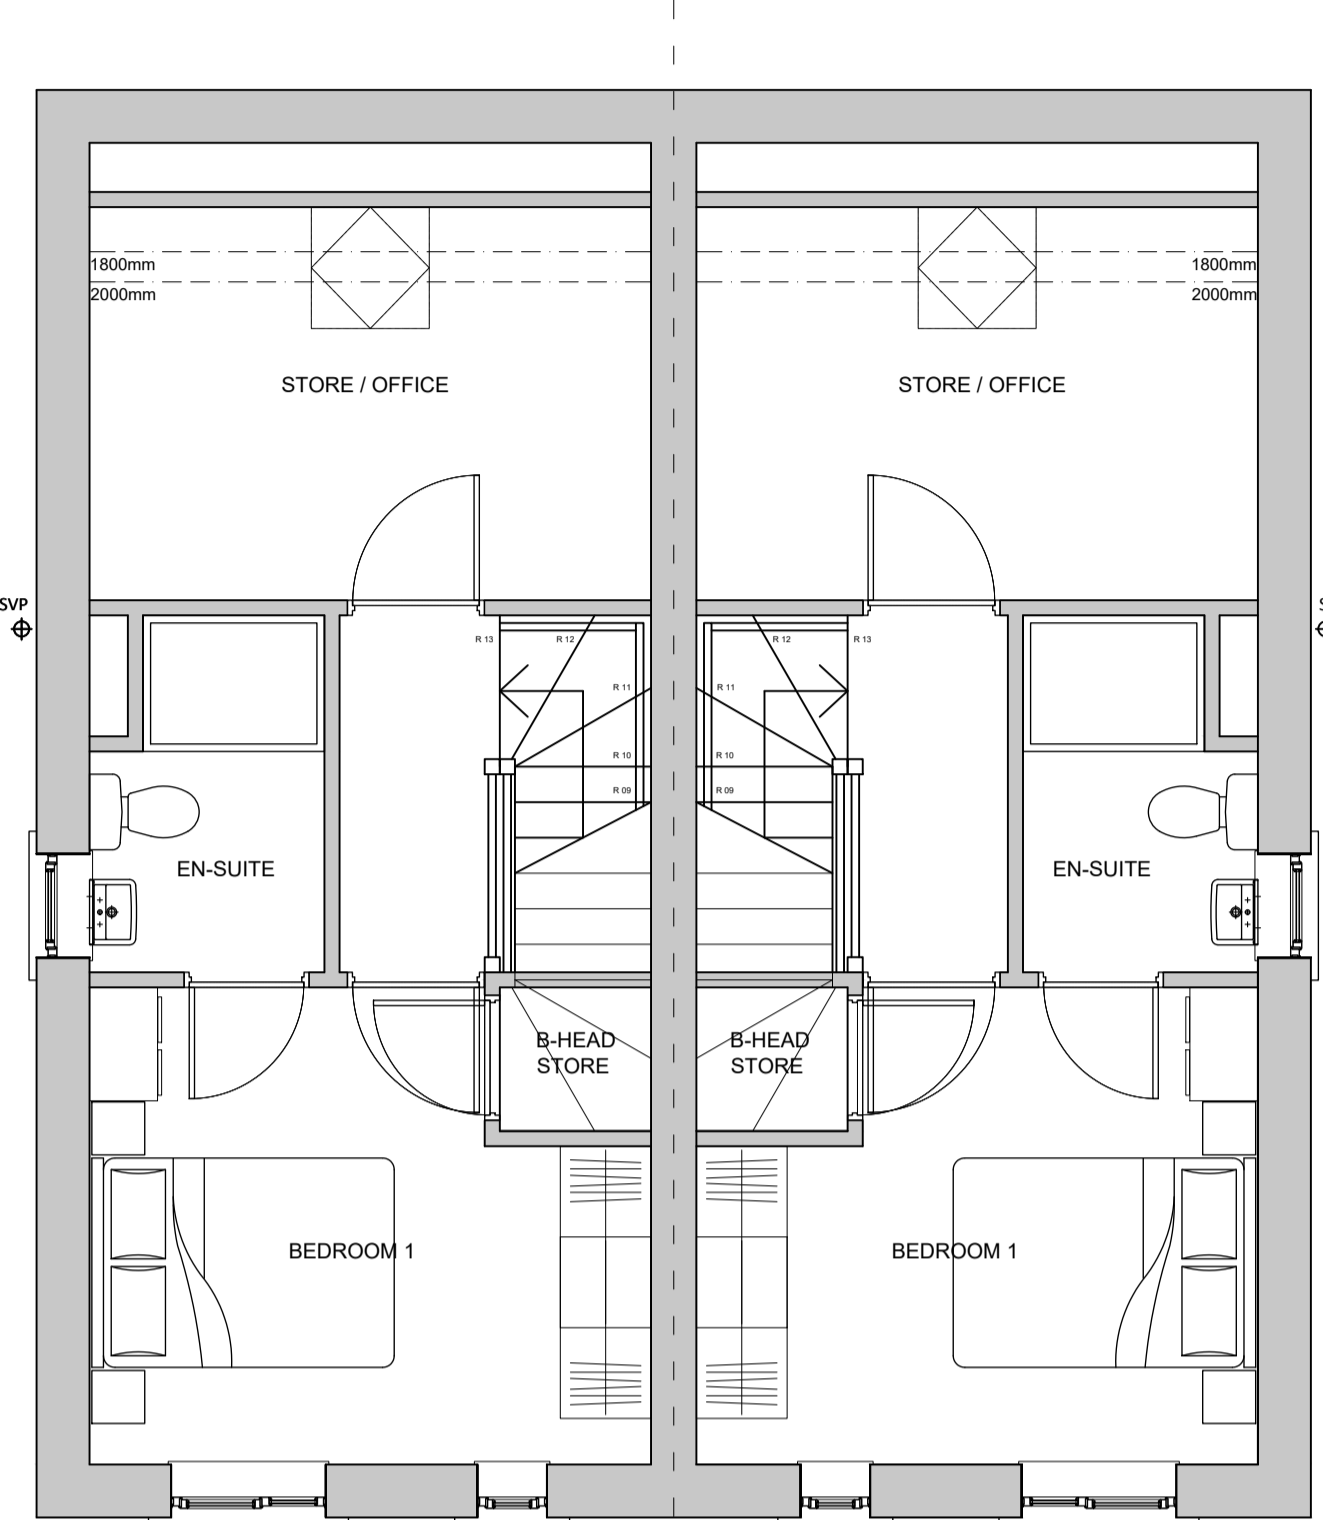 1800mm
1800mm
2000mm
2000mm
STORE / OFFICE
STORE / OFFICE
SVP
S
R 13
R 12
R 12
R 13
R 11
R 11
R 10
R 10
R 09
R 09
EN-SUITE
EN-SUITE
B-HEAD
STORE
B-HEAD
STORE
BEDROOM 1
BEDROOM 1